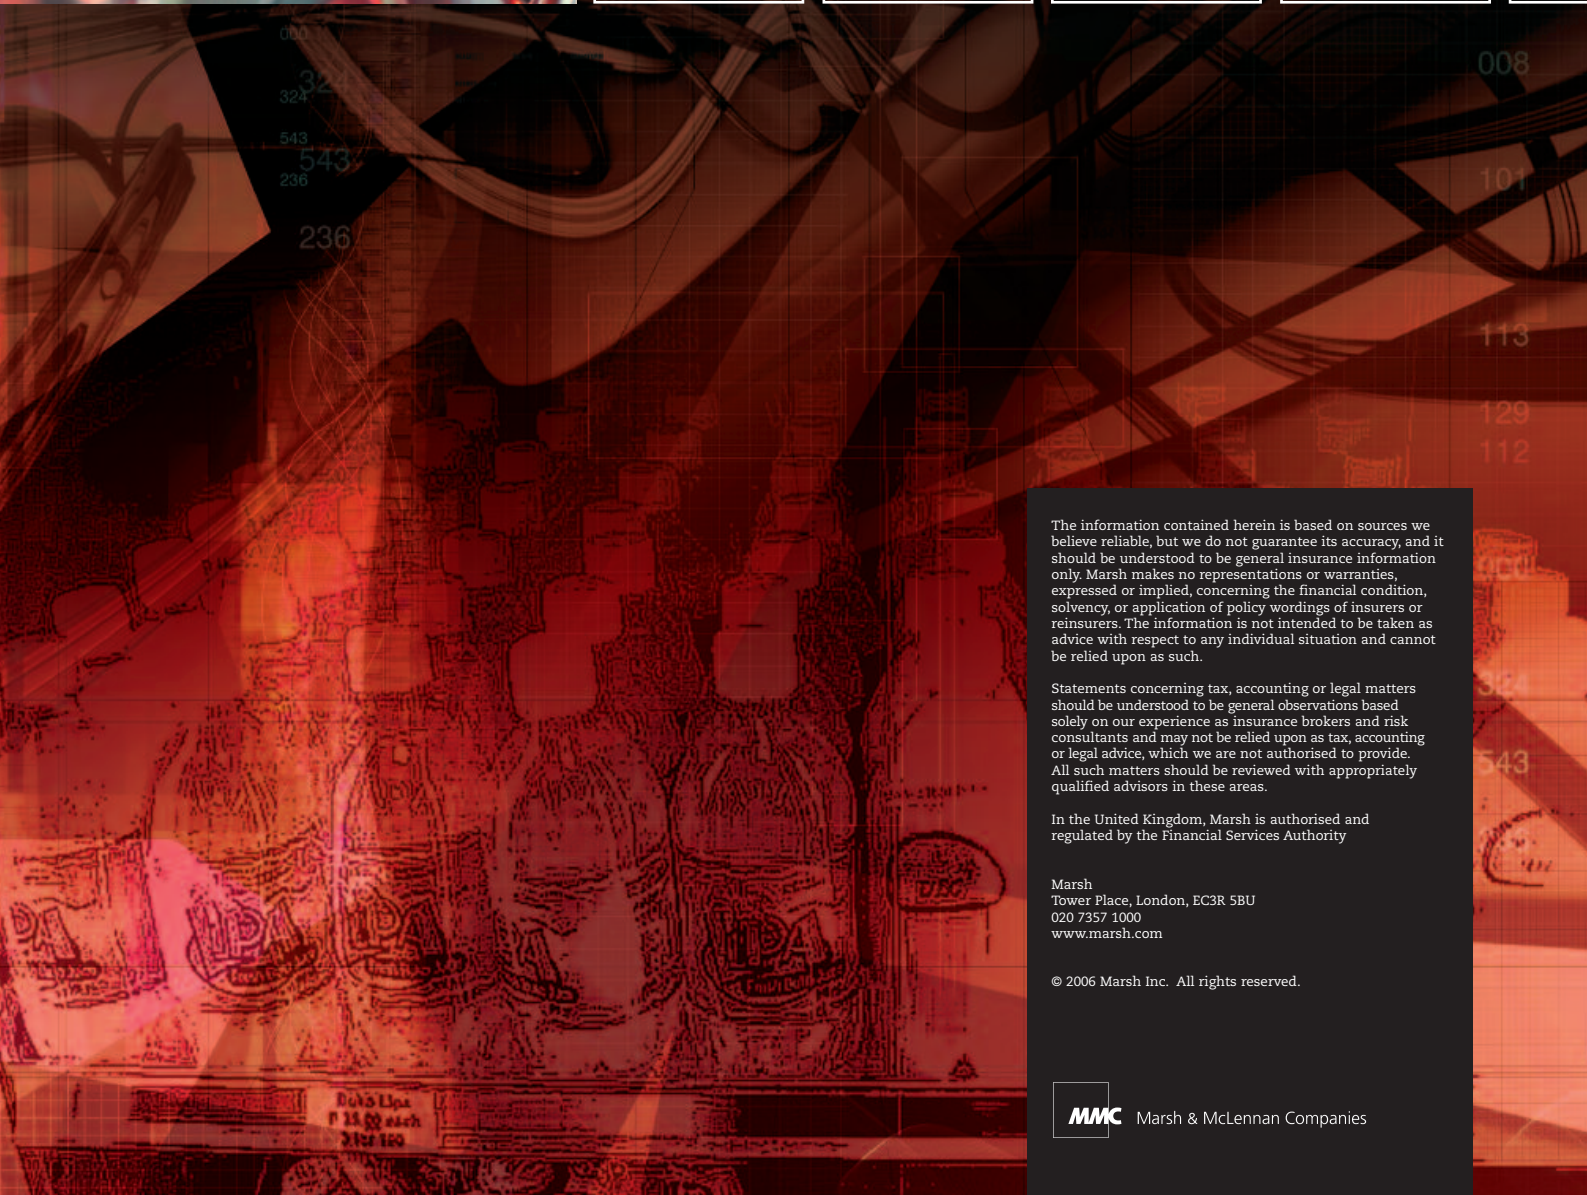 000
324
324
543
543
236
236
008
101
113
129
112
324
543
The information contained herein is based on sources we
believe reliable, but we do not guarantee its accuracy, and it
should be understood to be general insurance information
only. Marsh makes no representations or warranties,
expressed or implied, concerning the financial condition,
solvency, or application of policy wordings of insurers or
reinsurers. The information is not intended to be taken as
advice with respect to any individual situation and cannot
be relied upon as such.
Statements concerning tax, accounting or legal matters
should be understood to be general observations based
solely on our experience as insurance brokers and risk
consultants and may not be relied upon as tax, accounting
or legal advice, which we are not authorised to provide.
All such matters should be reviewed with appropriately
qualified advisors in these areas.
In the United Kingdom, Marsh is authorised and
regulated by the Financial Services Authority
Marsh
Tower Place, London, EC3R 5BU
020 7357 1000
www.marsh.com
© 2006 Marsh Inc. All rights reserved.
MMC Marsh & McLennan Companies